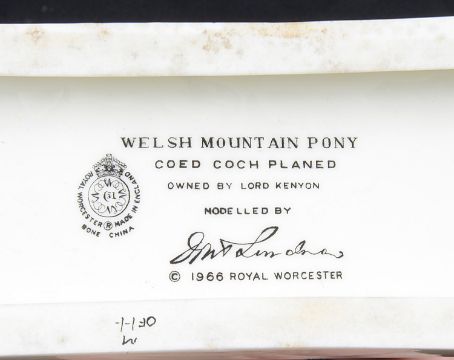 WELSH MOUNTAIN PONY
COED COCH PLANED
OWNED BY LORD KENYON
MODELLED BY
© 1966 ROYAL WORCESTER
ROYAL WORCESTER ® MADE IN ENGLAND
51
BONE CHINA